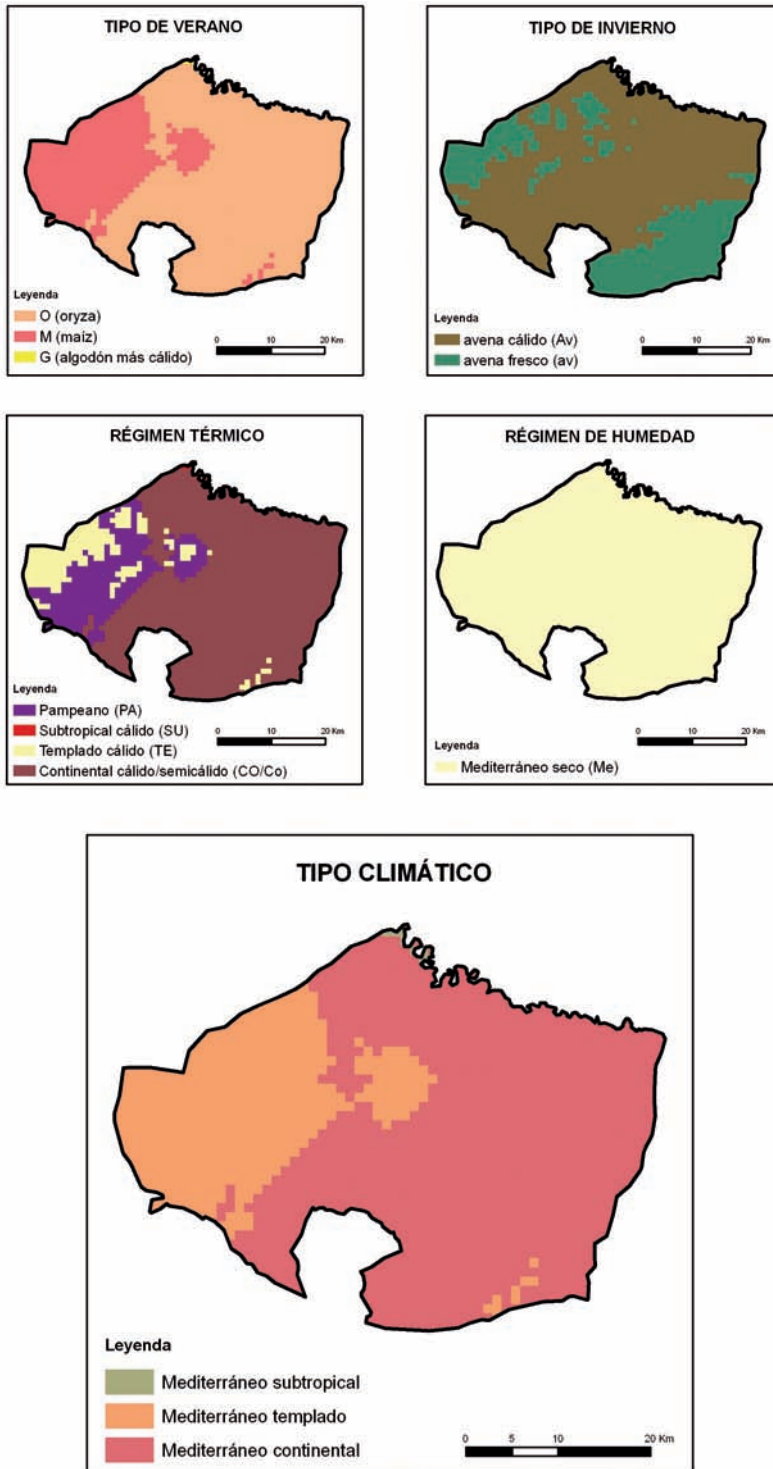 TIPO DE VERANO
Leyenda
O (oryza)
M (maíz)
G (algodón más cálido)
0 10 20 Km
TIPO DE INVIERNO
Leyenda
avena cálido (Av)
avena fresco (av)
0 10 20 Km
RÉGIMEN TÉRMICO
Leyenda
Pampeano (PA)
Subtropical cálido (SU)
Templado cálido (TE)
Continental cálido/semicálido (CO/Co)
0 10 20 Km
RÉGIMEN DE HUMEDAD
Leyenda
Mediterráneo seco (Me)
0 10 20 Km
TIPO CLIMÁTICO
Leyenda
Mediterráneo subtropical
Mediterráneo templado
Mediterráneo continental
0 5 10 20 Km